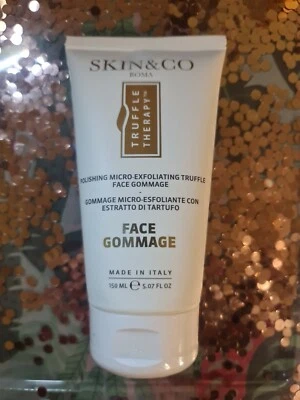 SKIN&CO
ROMA
TRUFFLE
THERAPY™
POLISHING MICRO-EXFOLIATING TRUFFLE
FACE GOMMAGE
-
GOMMAGE MICRO-ESFOLIANTE CON
ESTRATTO DI TARTUFO
FACE
GOMMAGE
MADE IN ITALY
150 ML ℮ 5.07 FL OZ